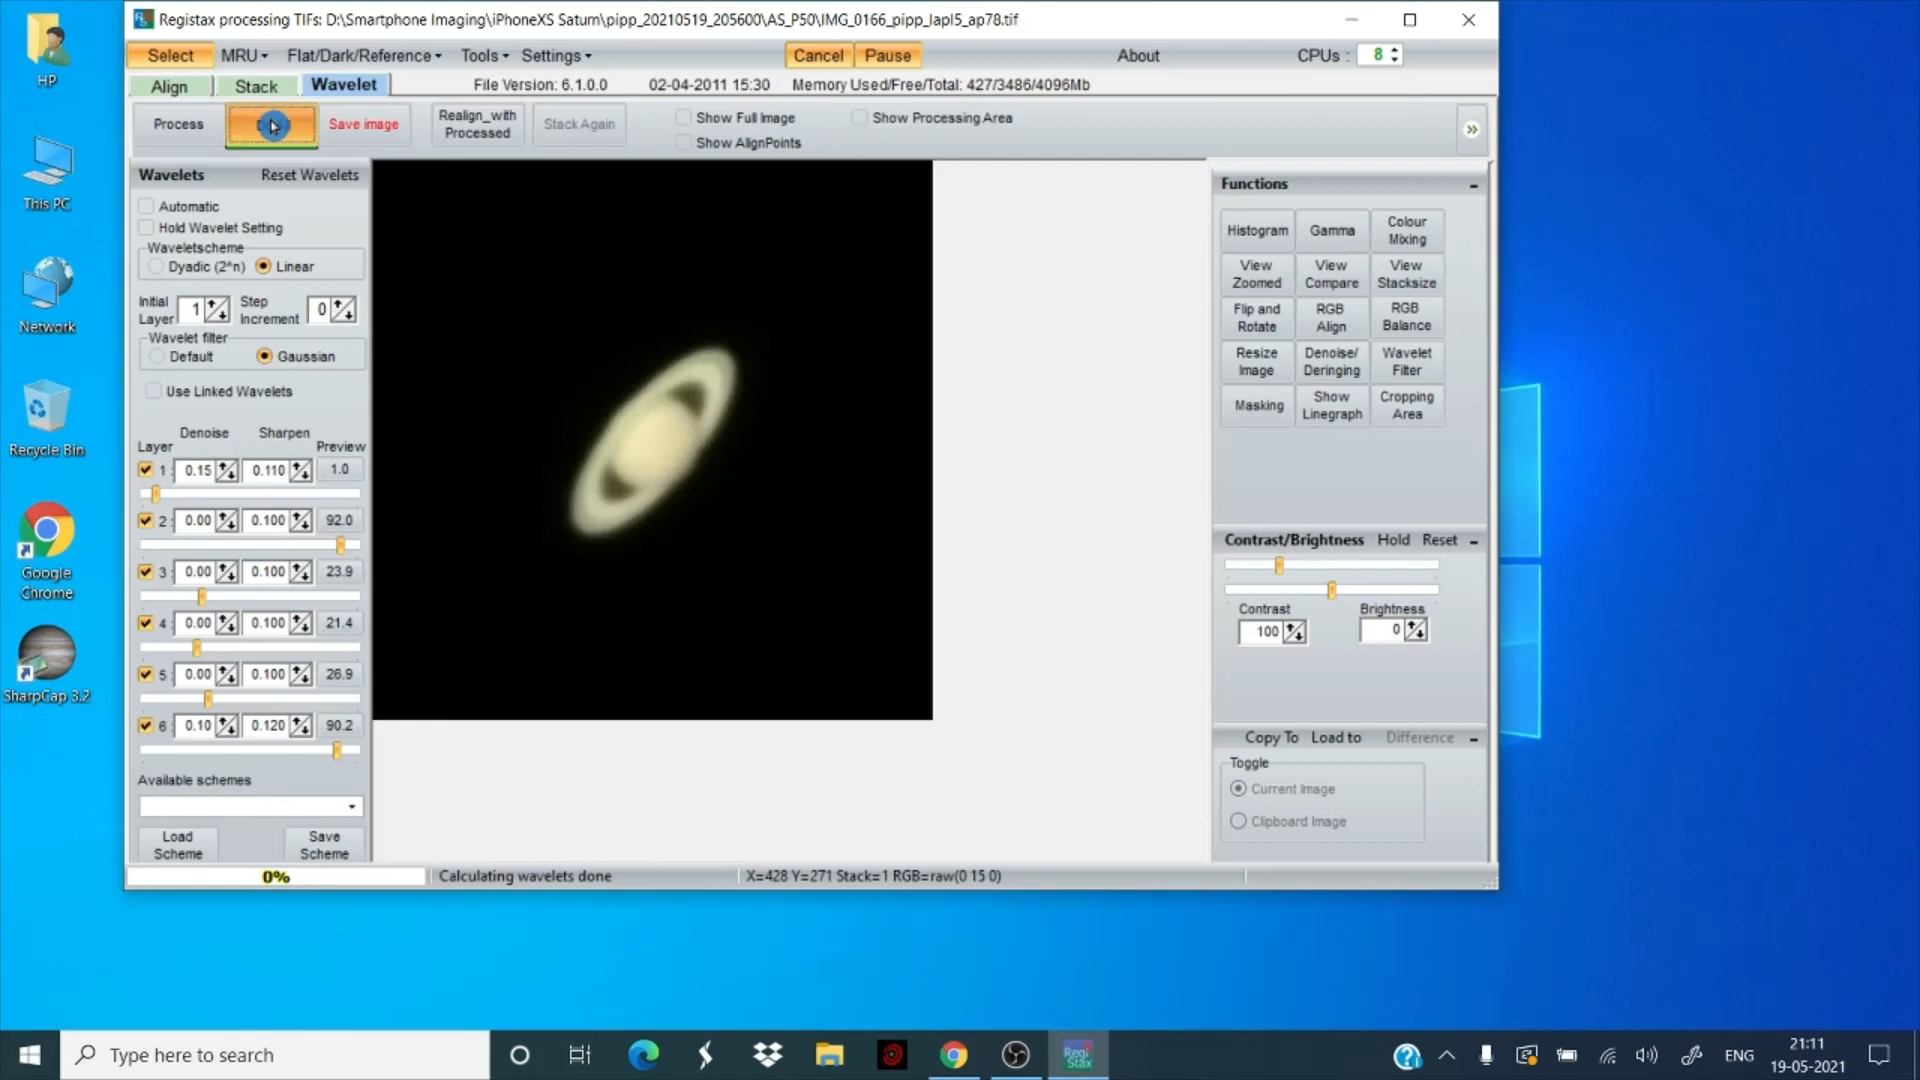 Registax processing TIFs: D:\Smartphone Imaging\iPhoneXS Saturn\pipp_20210519_205600\AS_P50\IMG_0166_pipp_lapl5_ap78.tif
Select MRU Flat/Dark/Reference Tools Settings Cancel Pause About CPUs : 8
Align Stack Wavelet File Version: 6.1.0.0 02-04-2011 15:30 Memory Used/Free/Total: 427/3486/4096Mb
Process Save image Realign_with Processed Stack Again
Show Full Image Show Processing Area
Show AlignPoints
Wavelets Reset Wavelets
Automatic
Hold Wavelet Setting
Waveletscheme
Dyadic (2^n) Linear
Initial Layer 1 Step Increment 0
Wavelet filter
Default Gaussian
Use Linked Wavelets
Denoise Sharpen
Layer Preview
1 : 0.15 0.110 1.0
2 : 0.00 0.100 92.0
3 : 0.00 0.100 23.9
4 : 0.00 0.100 21.4
5 : 0.00 0.100 26.9
6 : 0.10 0.120 90.2
Available schemes
Load Scheme Save Scheme
Functions
Histogram Gamma Colour Mixing
View Zoomed View Compare View Stacksize
Flip and Rotate RGB Align RGB Balance
Resize Image Denoise/ Deringing Wavelet Filter
Masking Show Linegraph Cropping Area
Contrast/Brightness Hold Reset
Contrast Brightness
100 0
Copy To Load to Difference
Toggle
Current Image
Clipboard Image
0% Calculating wavelets done X=428 Y=271 Stack=1 RGB=raw(0 15 0)
HP
This PC
Network
Recycle Bin
Google
Chrome
SharpCap 3.2
Type here to search
Regi
Stax
ENG
21:11
19-05-2021